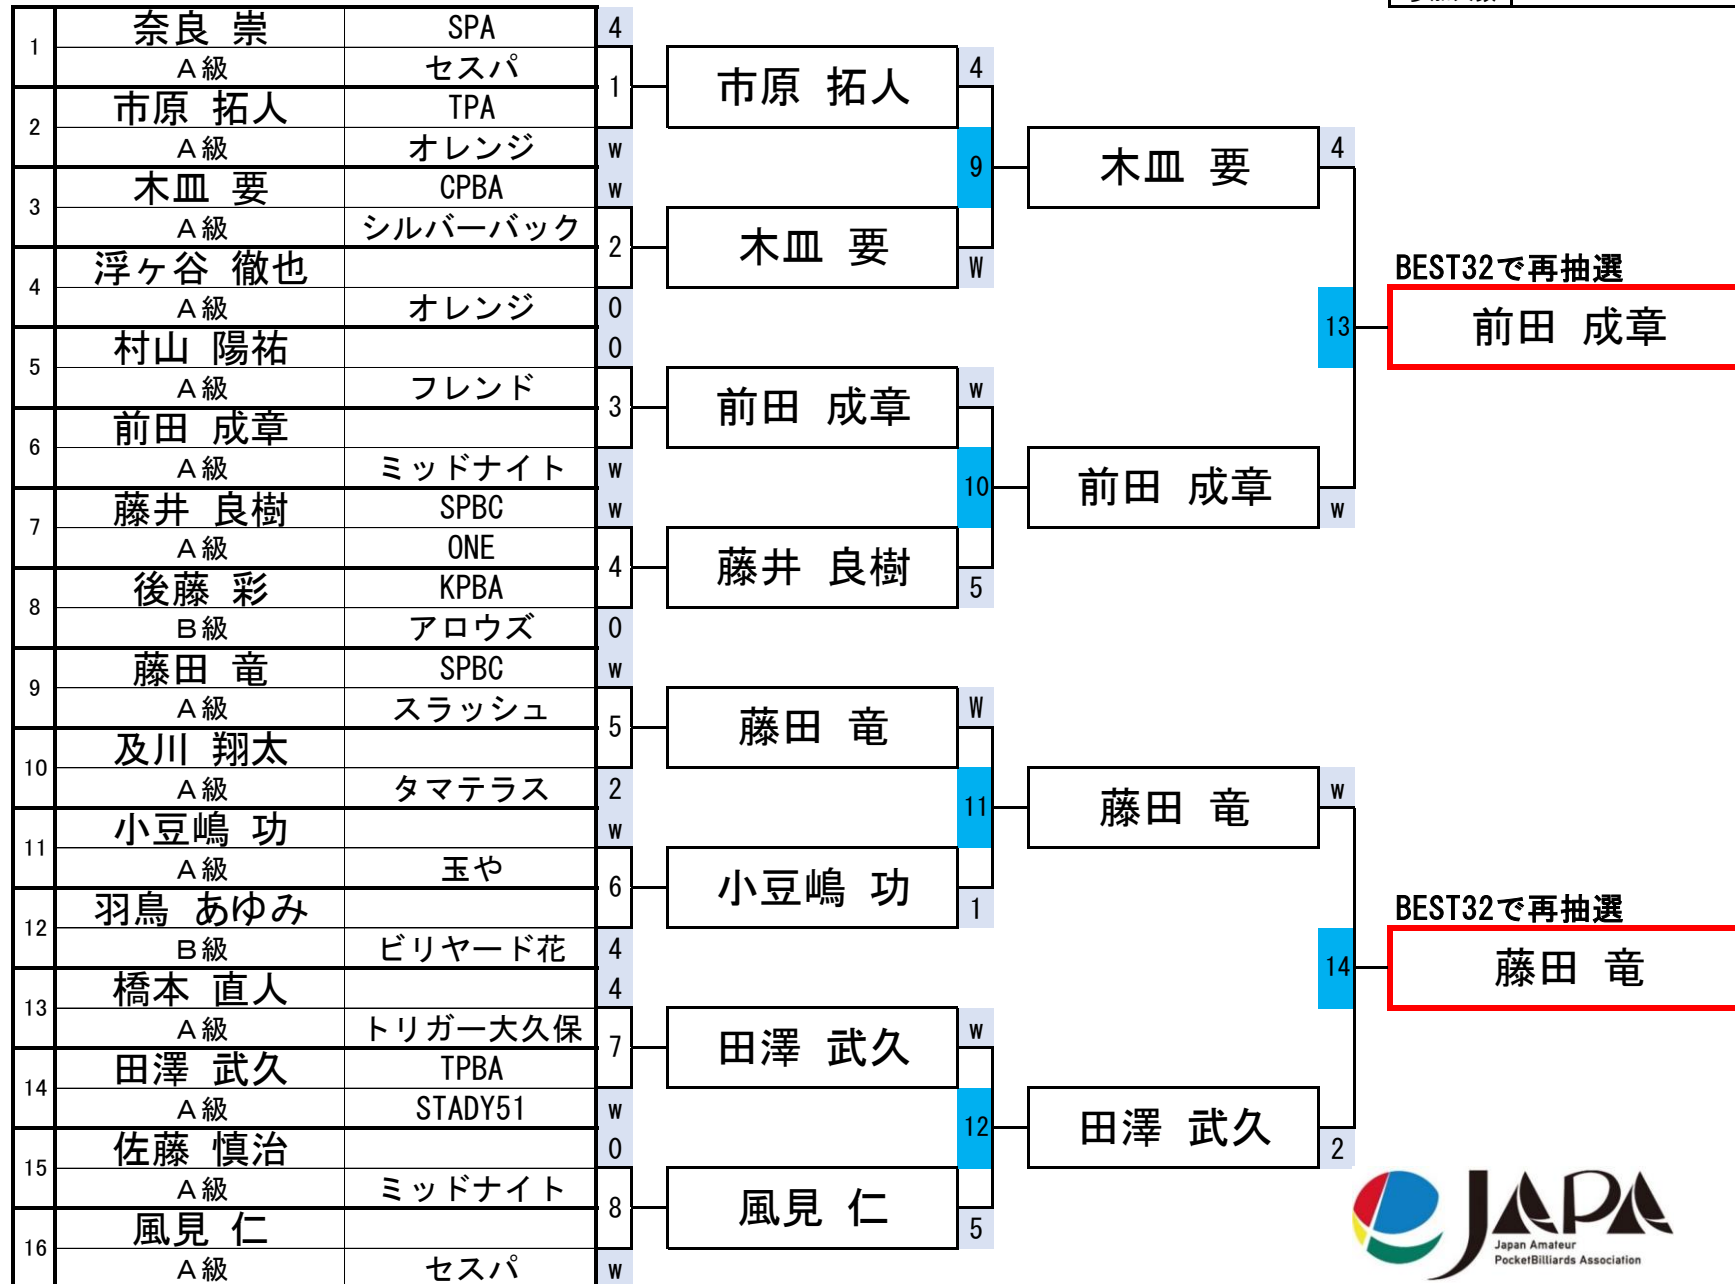 1 奈良 崇 SPA 4
A級 セスパ
2 市原 拓人 TPA
A級 オレンジ w
3 木皿 要 CPBA w
A級 シルバーバック
4 浮ヶ谷 徹也
A級 オレンジ 0
5 村山 陽祐 0
A級 フレンド
6 前田 成章
A級 ミッドナイト w
7 藤井 良樹 SPBC w
A級 ONE
8 後藤 彩 KPBA
B級 アロウズ 0
9 藤田 竜 SPBC w
A級 スラッシュ
10 及川 翔太
A級 タマテラス 2
11 小豆嶋 功 w
A級 玉や
12 羽鳥 あゆみ
B級 ビリヤード花 4
13 橋本 直人 4
A級 トリガー大久保
14 田澤 武久 TPBA
A級 STADY51 w
15 佐藤 慎治 0
A級 ミッドナイト
16 風見 仁
A級 セスパ w
1 市原 拓人 4
2 木皿 要 W
3 前田 成章 w
4 藤井 良樹 5
5 藤田 竜 W
6 小豆嶋 功 1
7 田澤 武久 w
8 風見 仁 5
9 木皿 要 4
10 前田 成章 w
11 藤田 竜 w
12 田澤 武久 2
BEST32で再抽選
13 前田 成章
BEST32で再抽選
14 藤田 竜
JAPA
Japan Amateur
PocketBilliards Association